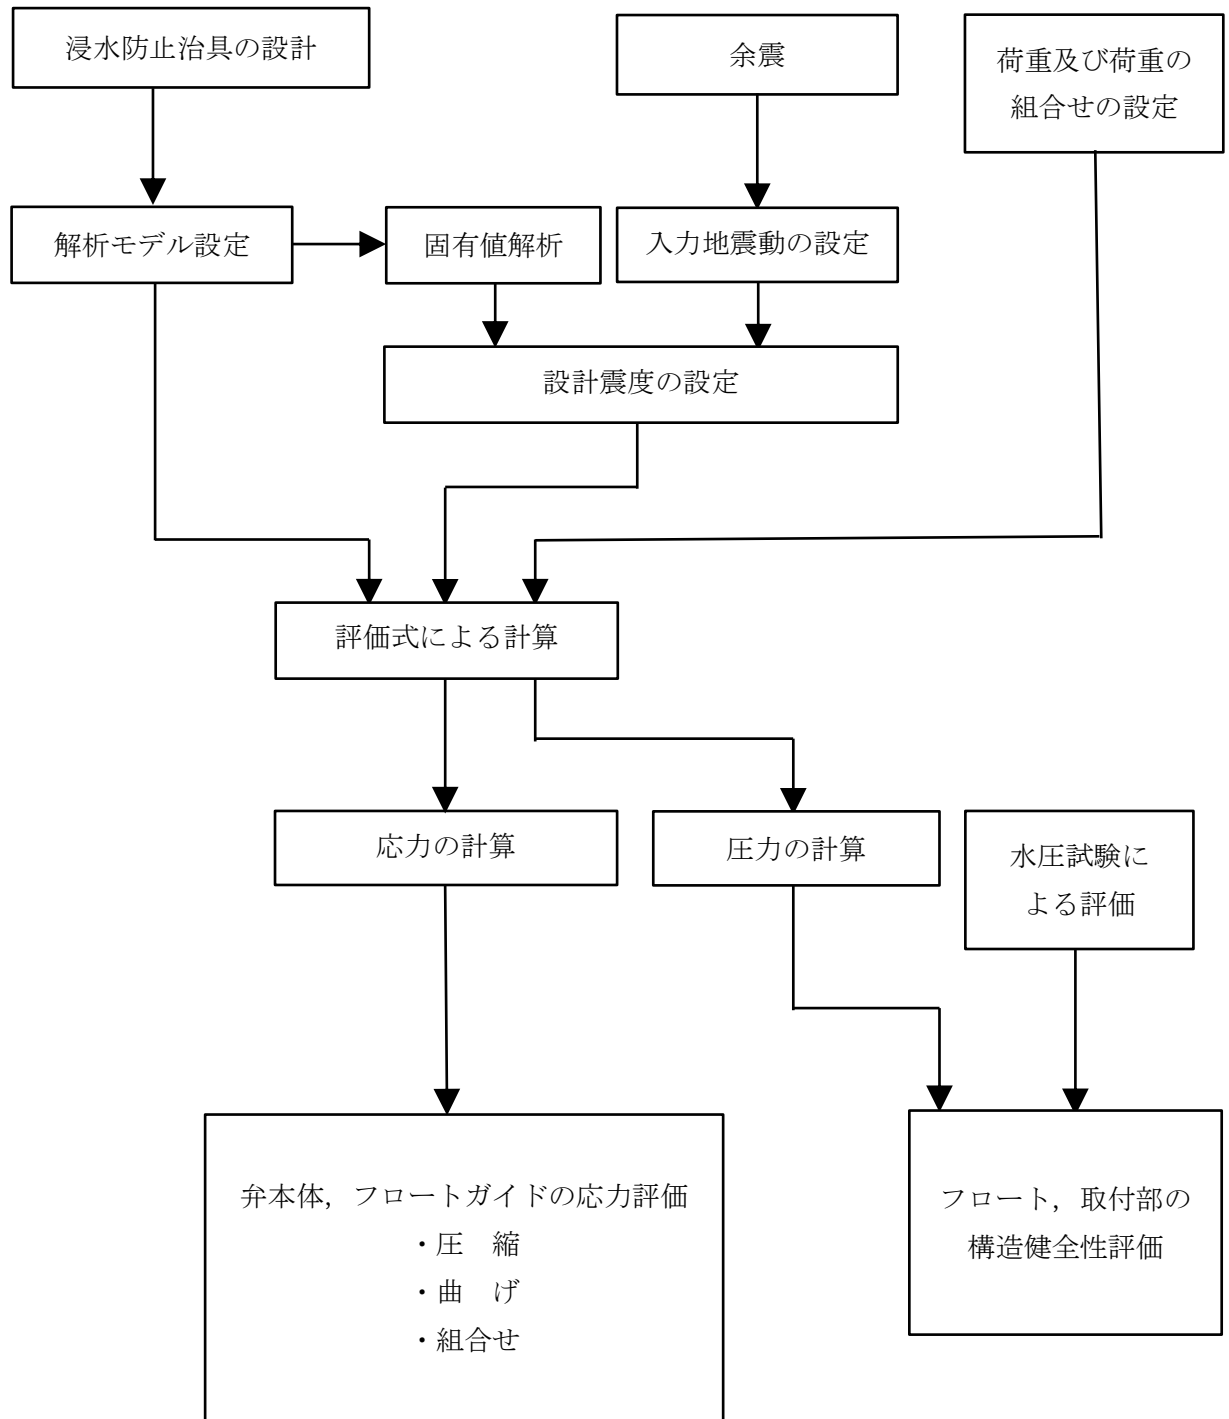 浸水防止治具の設計
余震
荷重及び荷重の
組合せの設定
解析モデル設定
固有値解析
入力地震動の設定
設計震度の設定
評価式による計算
応力の計算
圧力の計算
水圧試験に
よる評価
弁本体，フロートガイドの応力評価
・圧　縮
・曲　げ
・組合せ
フロート，取付部の
構造健全性評価